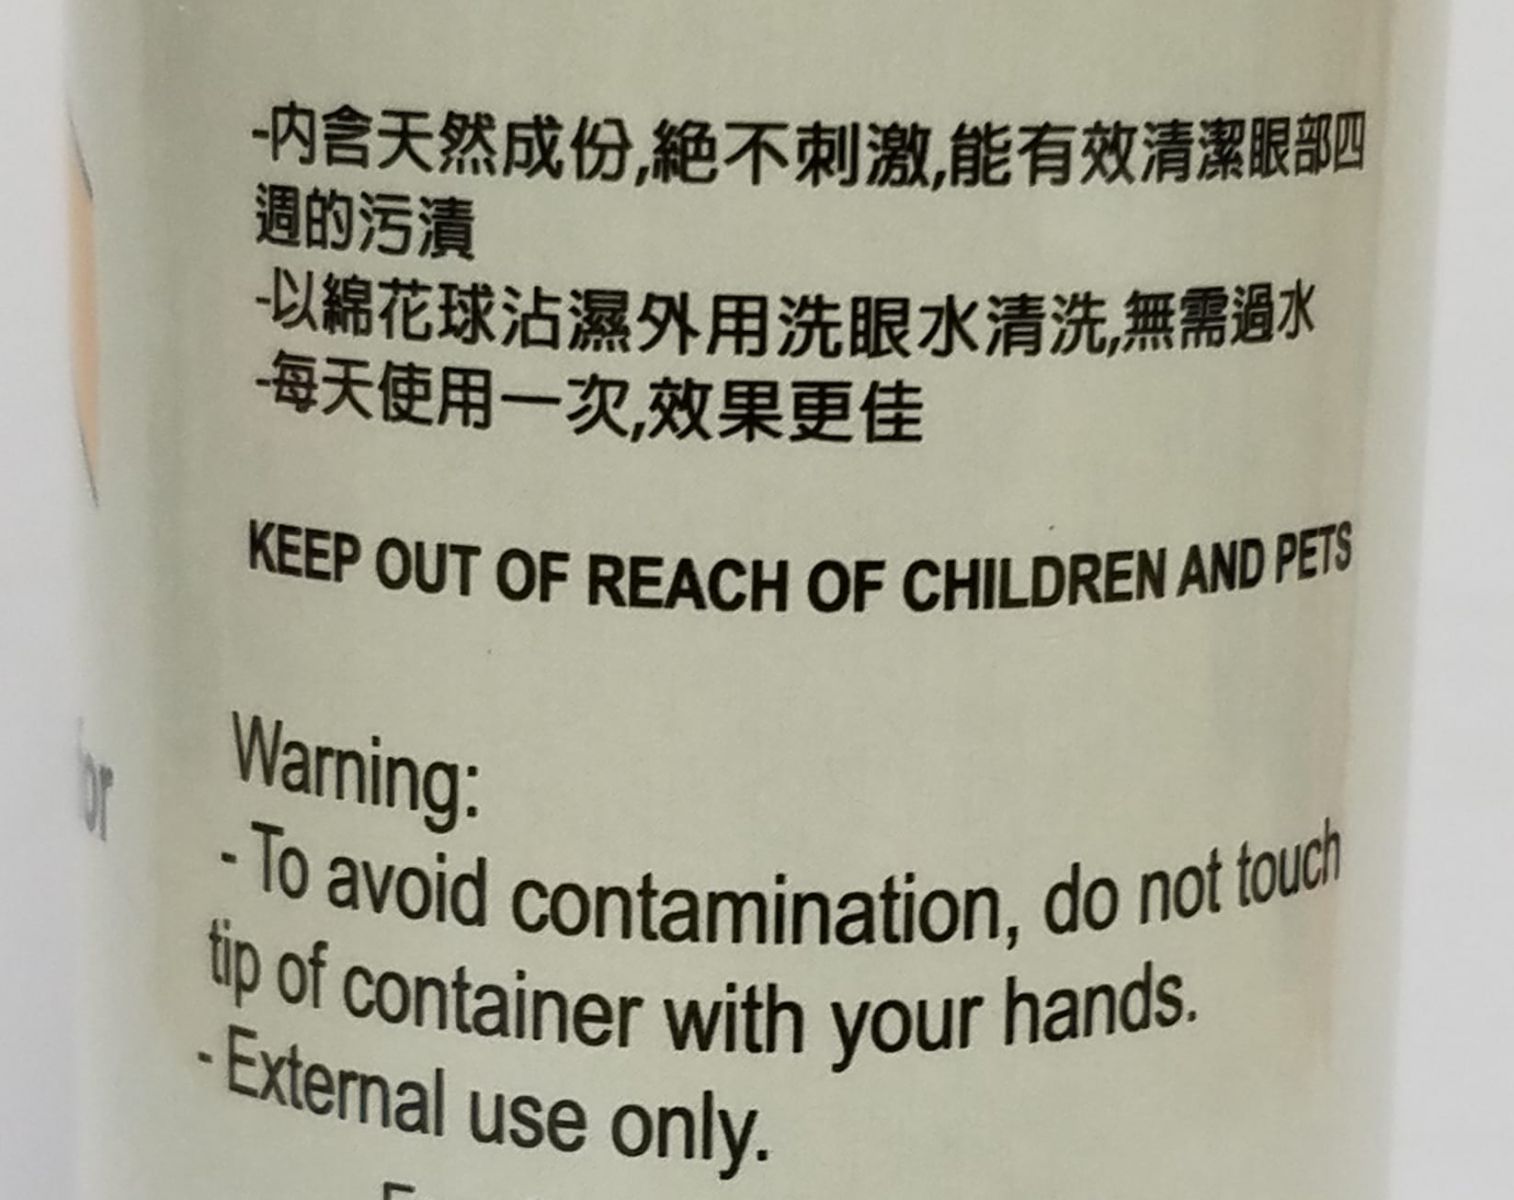 -内含天然成份,絶不刺激,能有效清潔眼部四
週的污漬
-以綿花球沾濕外用洗眼水清洗,無需過水
-每天使用一次,效果更佳
KEEP OUT OF REACH OF CHILDREN AND PETS
Warning:
- To avoid contamination, do not touch
tip of container with your hands.
- External use only.